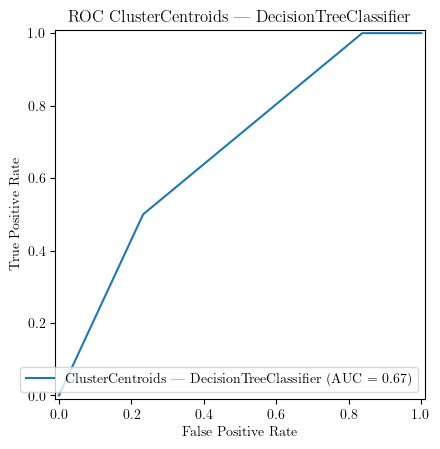 ROC ClusterCentroids — DecisionTreeClassifier
1.0
0.8
0.6
0.4
0.2
0.0
True Positive Rate
ClusterCentroids — DecisionTreeClassifier (AUC = 0.67)
0.0 0.2 0.4 0.6 0.8 1.0
False Positive Rate